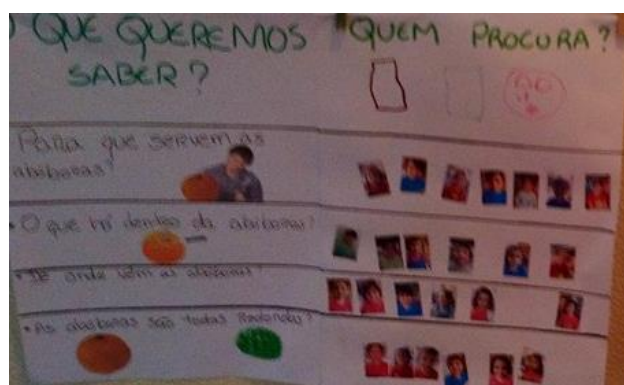 O QUE QUEREMOS
SABER?
QUEM PROCURA?
Para que servem as
abóboras?
• O que há dentro da abóbora?
• De onde vêm as abóboras?
• As abóboras são todas redondas?